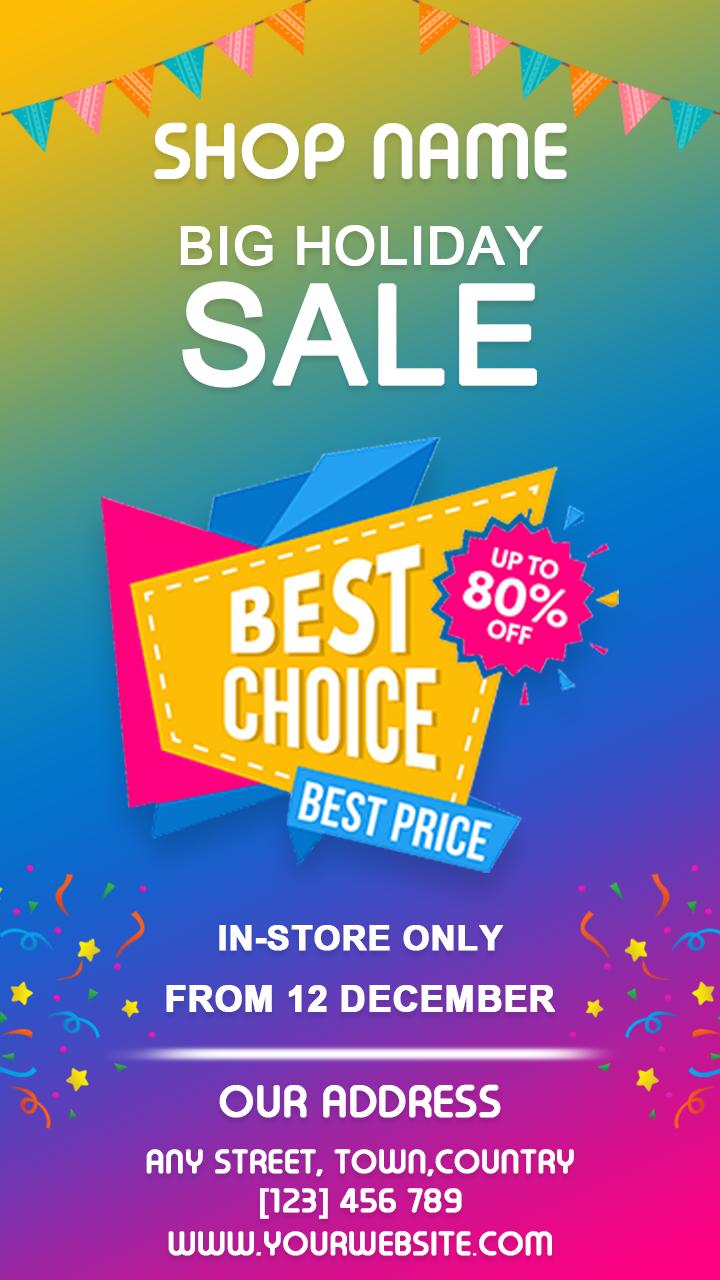 SHOP NAME
BIG HOLIDAY
SALE
BEST
CHOICE
UP TO
80%
OFF
BEST PRICE
IN-STORE ONLY
FROM 12 DECEMBER
OUR ADDRESS
ANY STREET, TOWN,COUNTRY
[123] 456 789
WWW.YOURWEBSITE.COM